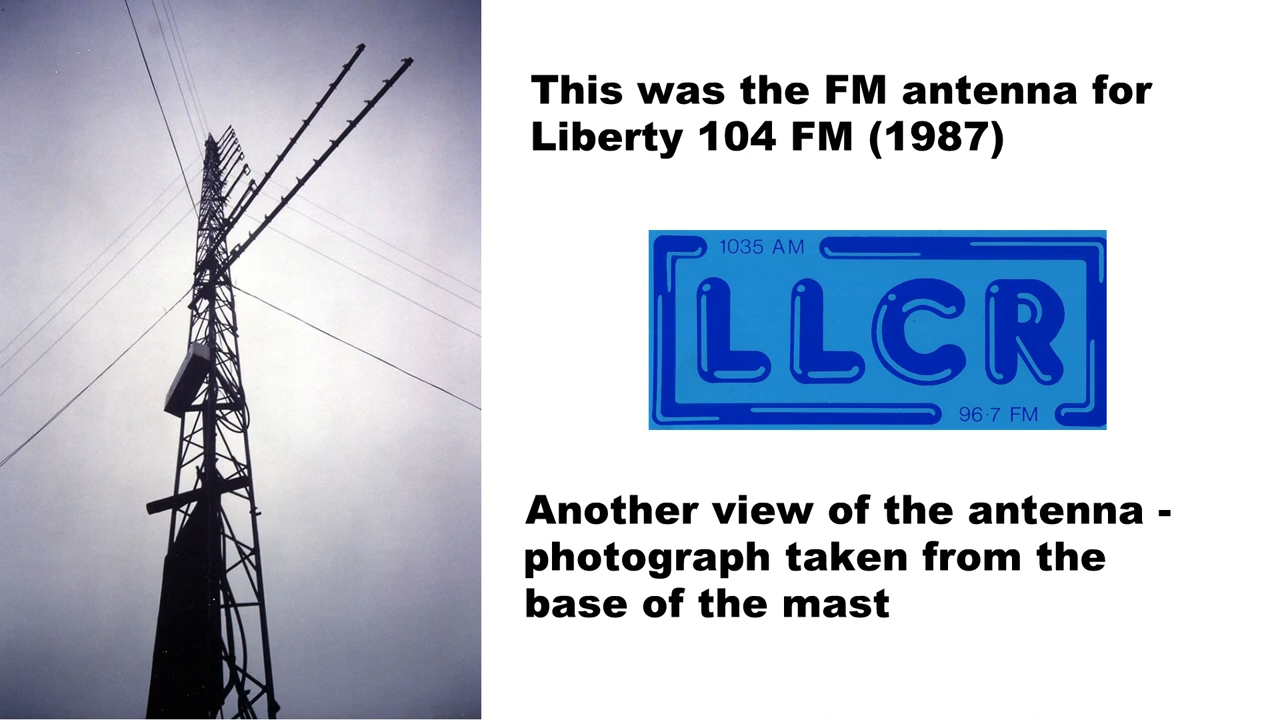 This was the FM antenna for
Liberty 104 FM (1987)
1035 AM
LLCR
96·7 FM
Another view of the antenna -
photograph taken from the
base of the mast